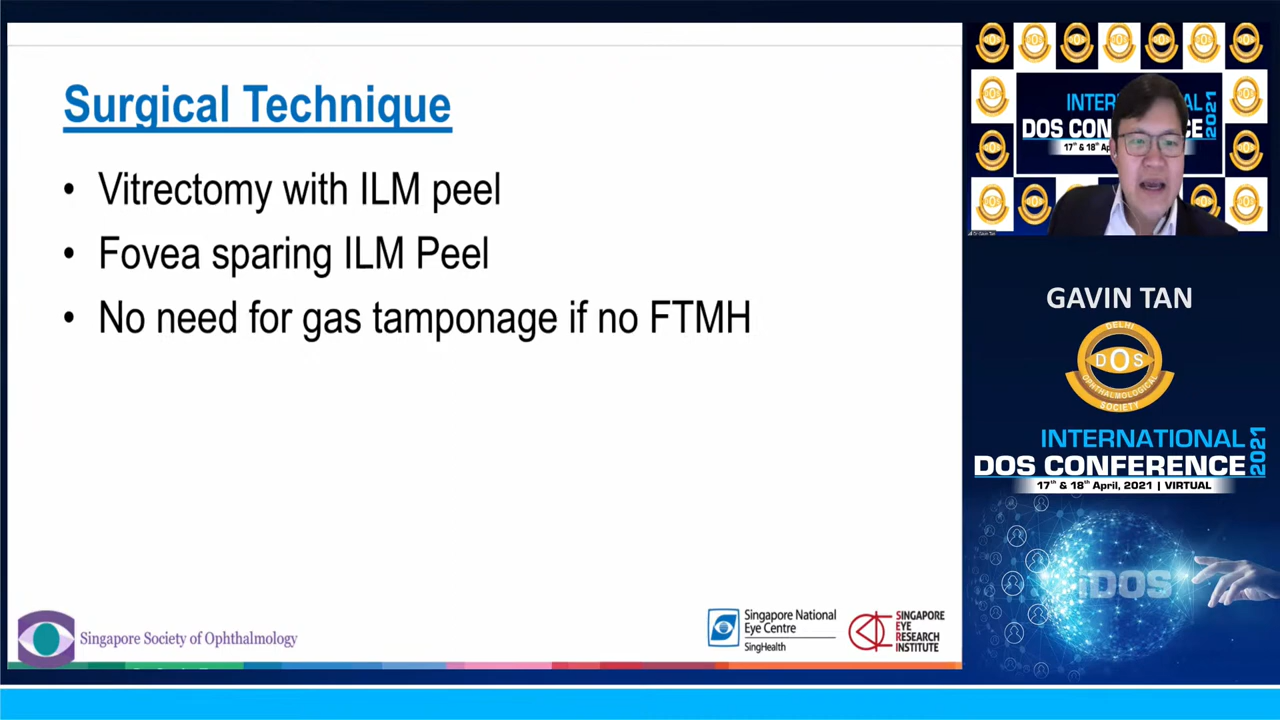 Surgical Technique
• Vitrectomy with ILM peel
• Fovea sparing ILM Peel
• No need for gas tamponage if no FTMH
Singapore Society of Ophthalmology
Singapore National
Eye Centre
SingHealth
SINGAPORE
EYE
RESEARCH
INSTITUTE
GAVIN TAN
DELHI
DOS
OPHTHALMOLOGICAL
SOCIETY
INTERNATIONAL
DOS CONFERENCE
2021
17th & 18th April, 2021 | VIRTUAL
iDOS